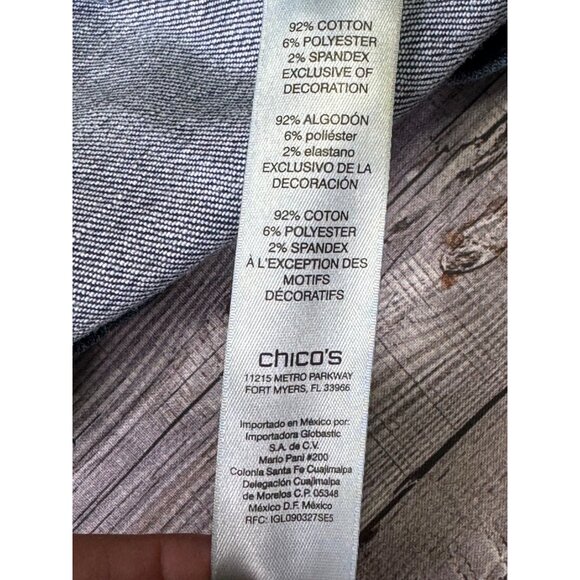 92% COTTON
6% POLYESTER
2% SPANDEX
EXCLUSIVE OF
DECORATION
92% ALGODÓN
6% poliéster
2% elastano
EXCLUSIVO DE LA
DECORACIÓN
92% COTON
6% POLYESTER
2% SPANDEX
À L'EXCEPTION DES
MOTIFS
DÉCORATIFS
chico's
11215 METRO PARKWAY
FORT MYERS, FL 33966
Importado en México por:
Importadora Globastic
S.A. de C.V.
Mario Pani #200
Colonia Santa Fe Cuajimalpa
Delegación Cuajimalpa
de Morelos C.P. 05348
México D.F. México
RFC: IGL090327SE5